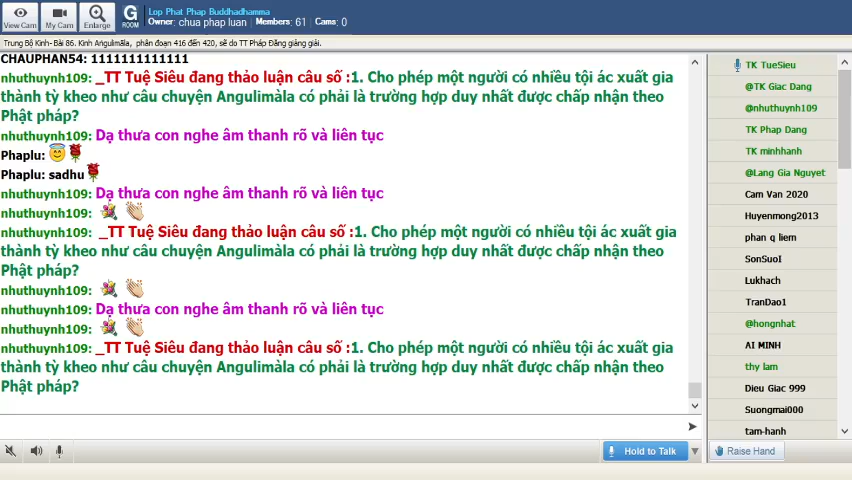 View Cam
My Cam
Enlarge
G
ROOM
Lop Phat Phap Buddhadhamma
Owner: chua phap luan Members: 61 Cams: 0
Trung Bộ Kinh- Bài 86. Kinh Angulimāla, phân đoạn 416 đến 420, sẽ do TT Pháp Đăng giảng giải.
CHAUPHAN54: 1111111111111
nhuthuynh109: _TT Tuệ Siêu đang thảo luận câu số :1. Cho phép một người có nhiều tội ác xuất gia
thành tỳ kheo như câu chuyện Angulimàla có phải là trường hợp duy nhất được chấp nhận theo
Phật pháp?
nhuthuynh109: Dạ thưa con nghe âm thanh rõ và liên tục
Phaplu:
Phaplu: sadhu
nhuthuynh109: Dạ thưa con nghe âm thanh rõ và liên tục
nhuthuynh109:
nhuthuynh109: _TT Tuệ Siêu đang thảo luận câu số :1. Cho phép một người có nhiều tội ác xuất gia
thành tỳ kheo như câu chuyện Angulimàla có phải là trường hợp duy nhất được chấp nhận theo
Phật pháp?
nhuthuynh109:
nhuthuynh109: Dạ thưa con nghe âm thanh rõ và liên tục
nhuthuynh109:
nhuthuynh109: _TT Tuệ Siêu đang thảo luận câu số :1. Cho phép một người có nhiều tội ác xuất gia
thành tỳ kheo như câu chuyện Angulimàla có phải là trường hợp duy nhất được chấp nhận theo
Phật pháp?
Hold to Talk
TK TueSieu
@TK Giac Dang
@nhuthuynh109
TK Phap Dang
TK minhhanh
@Lang Gia Nguyet
Cam Van 2020
Huyenmong2013
phan q liem
SonSuoI
Lukhach
TranDao1
@hongnhat
AI MINH
thy lam
Dieu Giac 999
Suongmai000
tam-hanh
Raise Hand